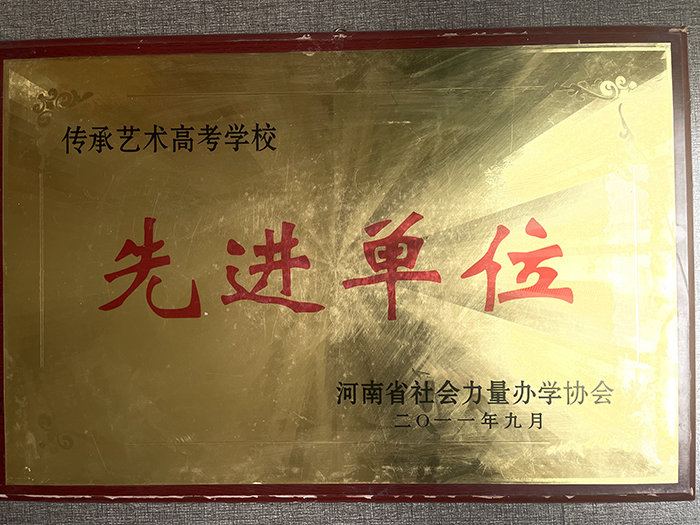 传承艺术高考学校
先进单位
河南省社会力量办学协会
二〇一一年九月